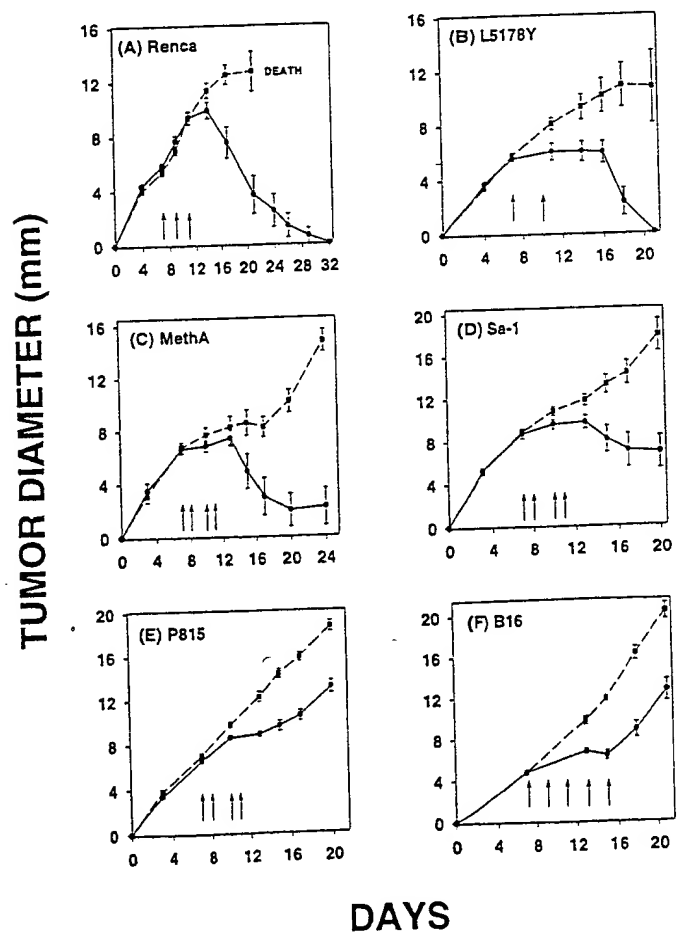 TUMOR DIAMETER (mm)
(A) Renca
DEATH
16
12
8
4
0
0 4 8 12 16 20 24 28 32
(B) L5178Y
16
12
8
4
0
0 4 8 12 16 20
(C) MethA
16
12
8
4
0
0 4 8 12 16 20 24
(D) Sa-1
20
16
12
8
4
0
0 4 8 12 16 20
(E) P815
20
16
12
8
4
0
0 4 8 12 16 20
(F) B16
20
16
12
8
4
0
0 4 8 12 16 20
DAYS